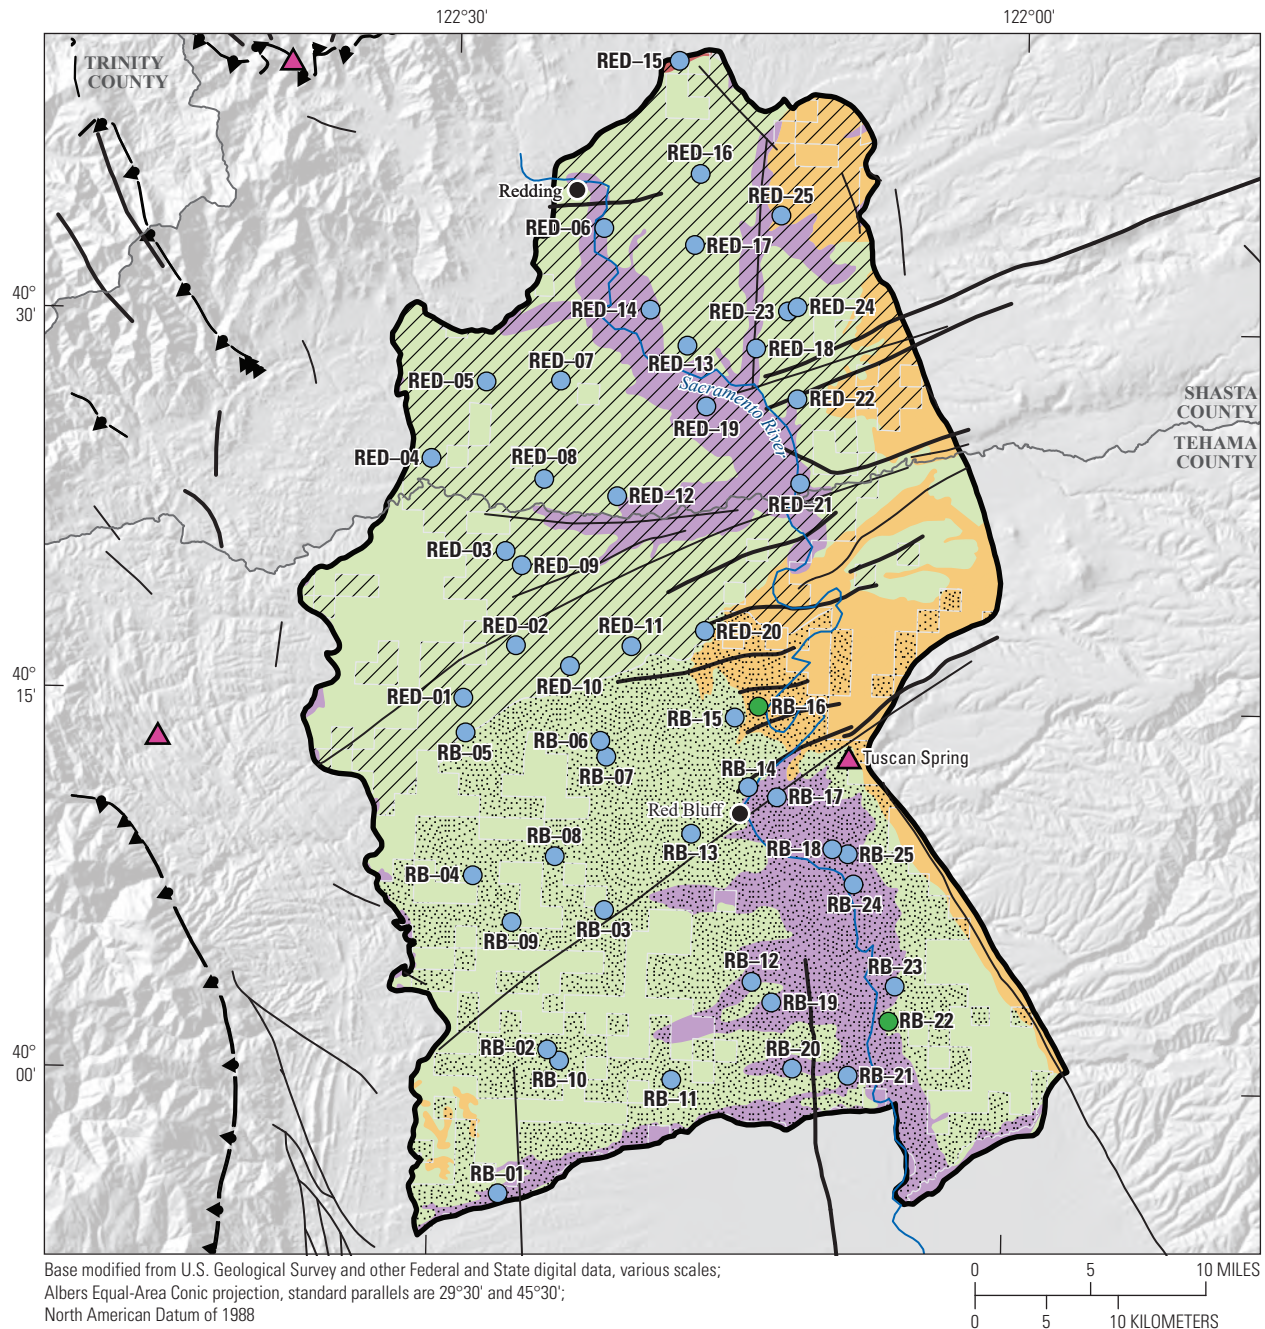 122°30'
122°00'
TRINITY
COUNTY
RED–15
RED–16
Redding
RED–25
RED–06
RED–17
40°
30'
RED–14
RED–23
RED–24
RED–13
RED–18
RED–07
RED–05
Sacramento River
SHASTA
COUNTY
RED–22
RED–19
TEHAMA
COUNTY
RED–04
RED–08
RED–12
RED–21
RED–03
RED–09
RED–02
RED–11
RED–20
RED–10
40°
15'
RED–01
RB–16
RB–15
RB–05
RB–06
RB–07
Tuscan Spring
RB–14
RB–17
Red Bluff
RB–08
RB–13
RB–18
RB–25
RB–04
RB–24
RB–09
RB–03
RB–12
RB–23
RB–19
RB–22
40°
00'
RB–02
RB–20
RB–10
RB–21
RB–11
RB–01
Base modified from U.S. Geological Survey and other Federal and State digital data, various scales;
Albers Equal-Area Conic projection, standard parallels are 29°30' and 45°30';
North American Datum of 1988
0 5 10 MILES
0 5 10 KILOMETERS